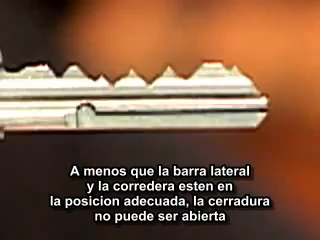 A menos que la barra lateral
y la corredera esten en
la posicion adecuada, la cerradura
no puede ser abierta